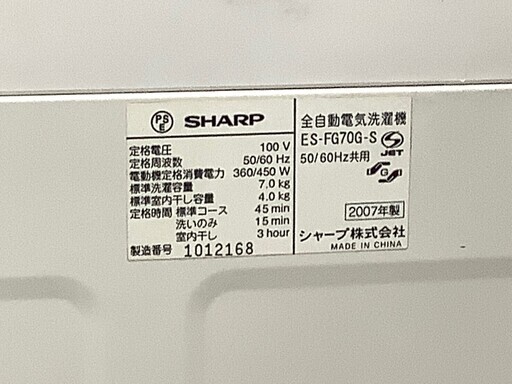 PS
E
SHARP
定格電圧 100 V
定格周波数 50/60 Hz
電動機定格消費電力 360/450 W
標準洗濯容量 7.0 kg
標準室内干し容量 4.0 kg
定格時間 標準コース 45 min
洗いのみ 15 min
室内干し 3 hour
製造番号 1012168
全自動電気洗濯機
ES-FG70G-S
50/60Hz共用
JET
2007年製
シャープ株式会社
MADE IN CHINA